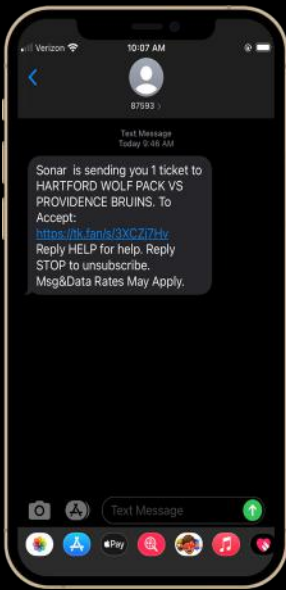 Verizon
10:07 AM
87593 >
Text Message
Today 9:46 AM
Sonar is sending you 1 ticket to
HARTFORD WOLF PACK VS
PROVIDENCE BRUINS. To
Accept:
https://tk.fan/s/3XCZi7Hv
Reply HELP for help. Reply
STOP to unsubscribe.
Msg&Data Rates May Apply.
Text Message
Pay